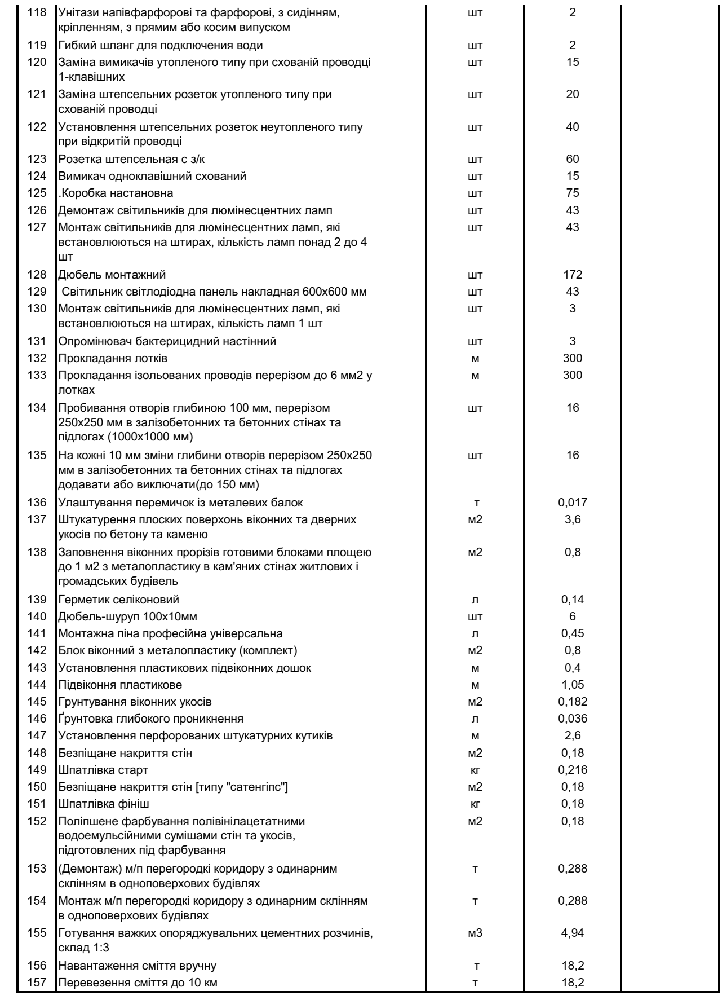 118 Унітази напівфарфорові та фарфорові, з сидінням, шт 2
кріпленням, з прямим або косим випуском
119 Гибкий шланг для подключения води шт 2
120 Заміна вимикачів утопленого типу при схованій проводці шт 15
1-клавішних
121 Заміна штепсельних розеток утопленого типу при шт 20
схованій проводці
122 Установлення штепсельних розеток неутопленого типу шт 40
при відкритій проводці
123 Розетка штепсельная с з/к шт 60
124 Вимикач одноклавішний схований шт 15
125 .Коробка настановна шт 75
126 Демонтаж світильників для люмінесцентних ламп шт 43
127 Монтаж світильників для люмінесцентних ламп, які шт 43
встановлюються на штирах, кількість ламп понад 2 до 4
шт
128 Дюбель монтажний шт 172
129 Світильник світлодіодна панель накладная 600х600 мм шт 43
130 Монтаж світильників для люмінесцентних ламп, які шт 3
встановлюються на штирах, кількість ламп 1 шт
131 Опромінювач бактерицидний настінний шт 3
132 Прокладання лотків м 300
133 Прокладання ізольованих проводів перерізом до 6 мм2 у м 300
лотках
134 Пробивання отворів глибиною 100 мм, перерізом шт 16
250х250 мм в залізобетонних та бетонних стінах та
підлогах (1000х1000 мм)
135 На кожні 10 мм зміни глибини отворів перерізом 250х250 шт 16
мм в залізобетонних та бетонних стінах та підлогах
додавати або виключати(до 150 мм)
136 Улаштування перемичок із металевих балок т 0,017
137 Штукатурення плоских поверхонь віконних та дверних м2 3,6
укосів по бетону та каменю
138 Заповнення віконних прорізів готовими блоками площею м2 0,8
до 1 м2 з металопластику в кам'яних стінах житлових і
громадських будівель
139 Герметик селіконовий л 0,14
140 Дюбель-шуруп 100х10мм шт 6
141 Монтажна піна професійна універсальна л 0,45
142 Блок віконний з металопластику (комплект) м2 0,8
143 Установлення пластикових підвіконних дошок м 0,4
144 Підвіконня пластикове м 1,05
145 Грунтування віконних укосів м2 0,182
146 Ґрунтовка глибокого проникнення л 0,036
147 Установлення перфорованих штукатурних кутиків м 2,6
148 Безпіщане накриття стін м2 0,18
149 Шпатлівка старт кг 0,216
150 Безпіщане накриття стін [типу "сатенгіпс"] м2 0,18
151 Шпатлівка фініш кг 0,18
152 Поліпшене фарбування полівінілацетатними м2 0,18
водоемульсійними сумішами стін та укосів,
підготовлених під фарбування
153 (Демонтаж) м/п перегородкі коридору з одинарним т 0,288
склінням в одноповерхових будівлях
154 Монтаж м/п перегородкі коридору з одинарним склінням т 0,288
в одноповерхових будівлях
155 Готування важких опоряджувальних цементних розчинів, м3 4,94
склад 1:3
156 Навантаження сміття вручну т 18,2
157 Перевезення сміття до 10 км т 18,2